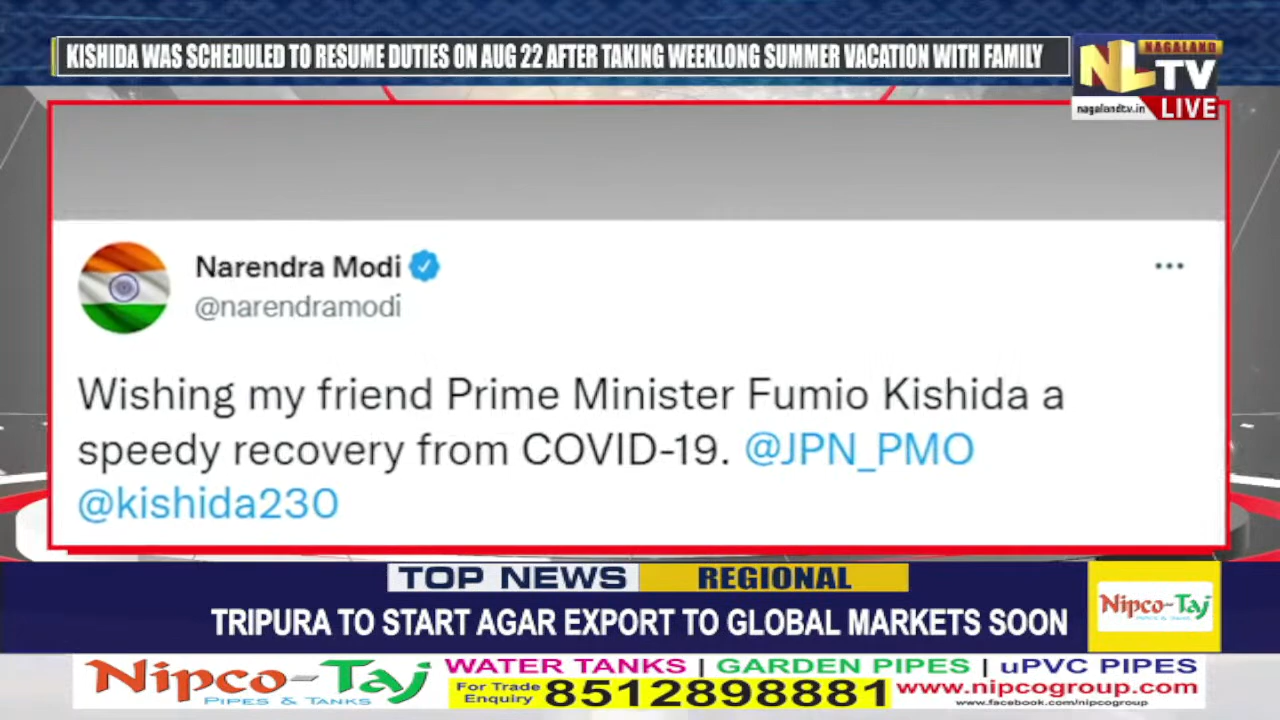 KISHIDA WAS SCHEDULED TO RESUME DUTIES ON AUG 22 AFTER TAKING WEEKLONG SUMMER VACATION WITH FAMILY
NAGALAND
NLTV
nagalandtv.in LIVE
Narendra Modi
@narendramodi
Wishing my friend Prime Minister Fumio Kishida a
speedy recovery from COVID-19. @JPN_PMO
@kishida230
TOP NEWS REGIONAL
TRIPURA TO START AGAR EXPORT TO GLOBAL MARKETS SOON
Nipco-Taj
PIPES & TANKS
Nipco-Taj
PIPES & TANKS
WATER TANKS | GARDEN PIPES | uPVC PIPES
For Trade
Enquiry 8512898881 www.nipcogroup.com
www.facebook.com/nipcogroup